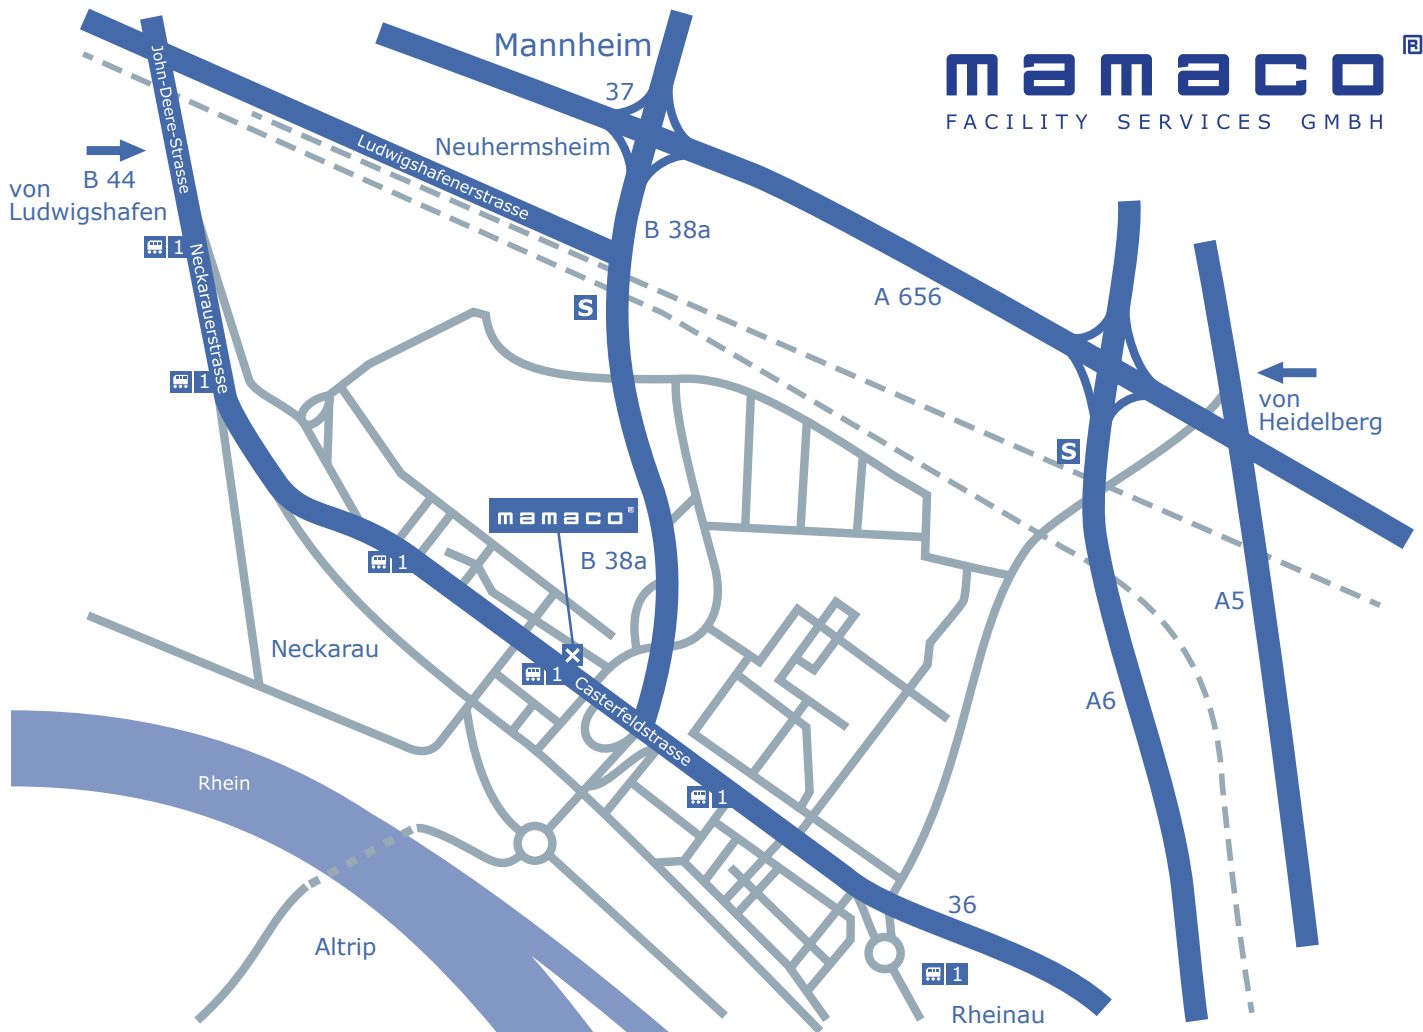 Mannheim
mamaco®
FACILITY SERVICES GMBH
37
John-Deere-Strasse
Ludwigshafenerstrasse
Neuhermsheim
B 44
von
Ludwigshafen
B 38a
1
Neckarauerstrasse
S
A 656
1
von
Heidelberg
S
mamaco®
1
B 38a
A5
Neckarau
1
Casterfeldstrasse
A6
Rhein
1
36
Altrip
1
Rheinau